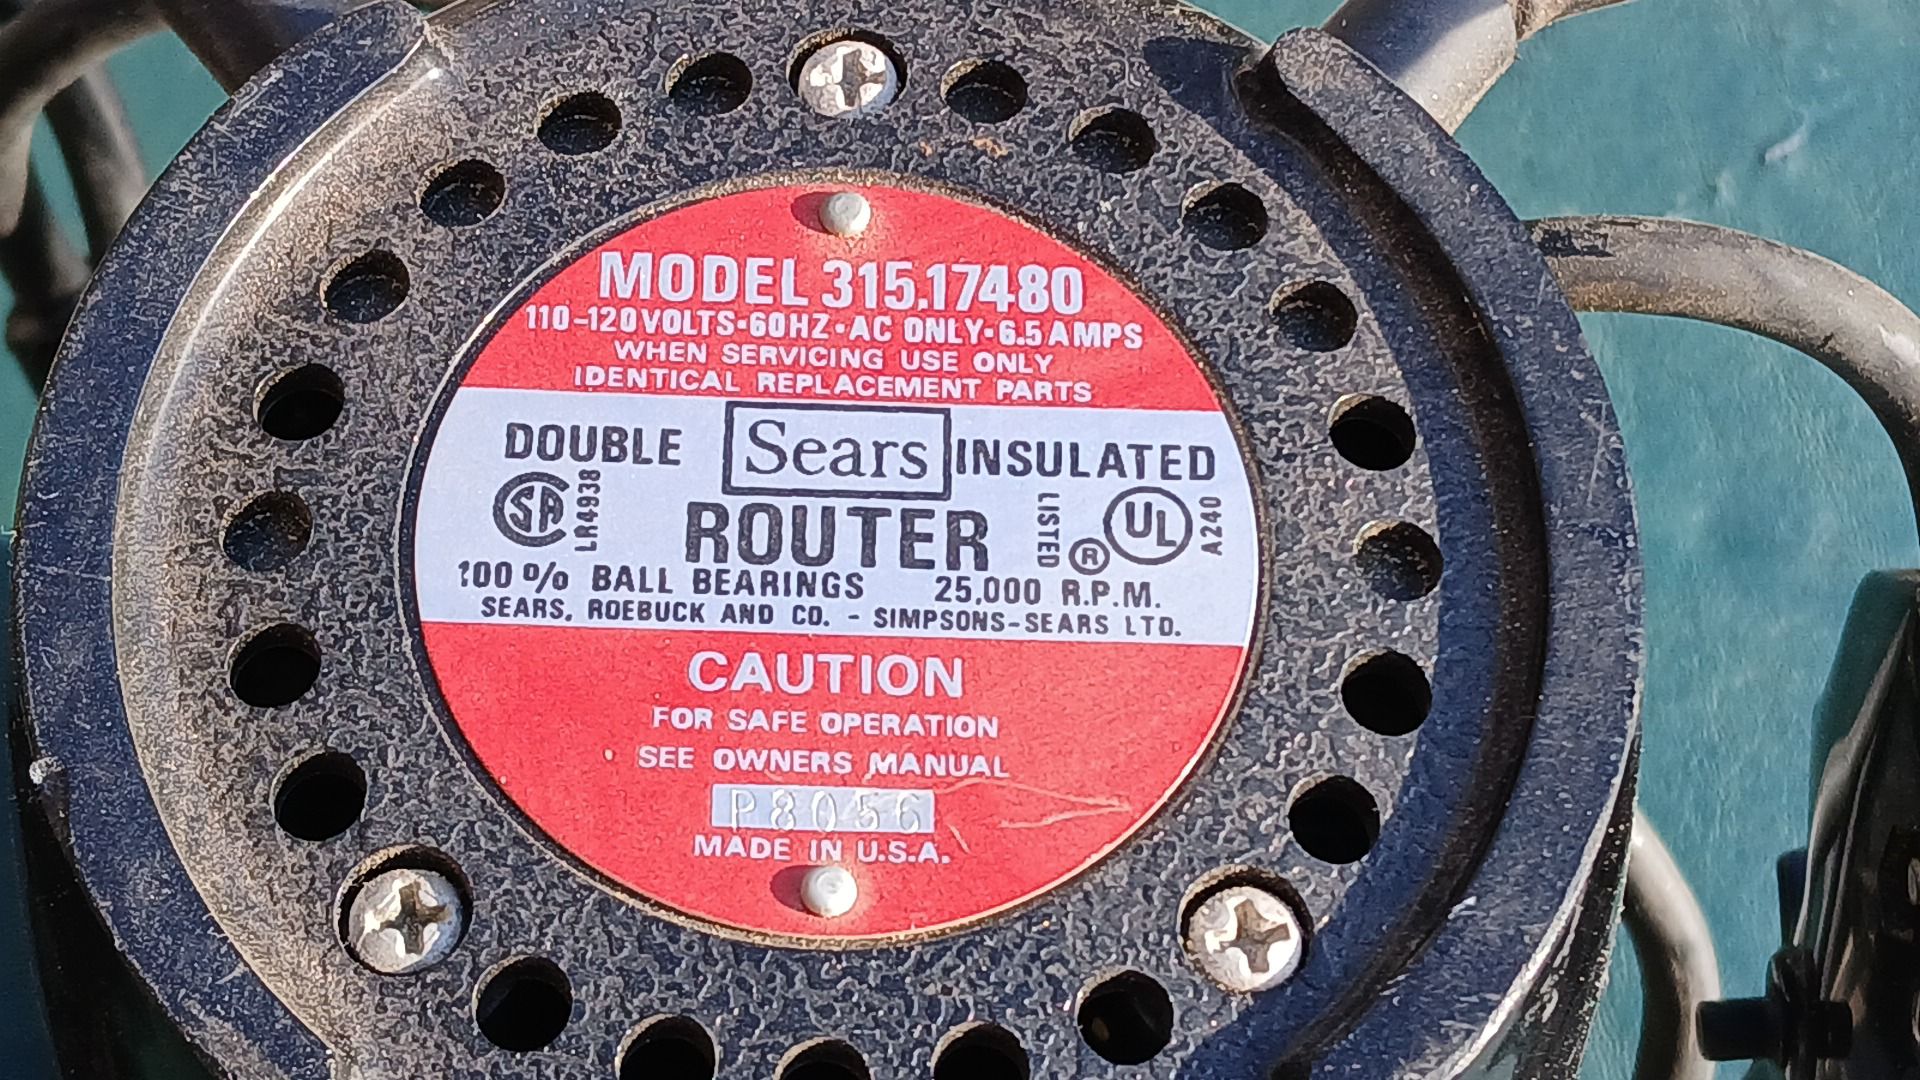 MODEL 315.17480
110-120 VOLTS•60HZ•AC ONLY•6.5 AMPS
WHEN SERVICING USE ONLY
IDENTICAL REPLACEMENT PARTS
DOUBLE Sears INSULATED
SA LR4938 ROUTER LISTED ® UL A240
100% BALL BEARINGS 25,000 R.P.M.
SEARS, ROEBUCK AND CO. - SIMPSONS-SEARS LTD.
CAUTION
FOR SAFE OPERATION
SEE OWNERS MANUAL
P8056
MADE IN U.S.A.